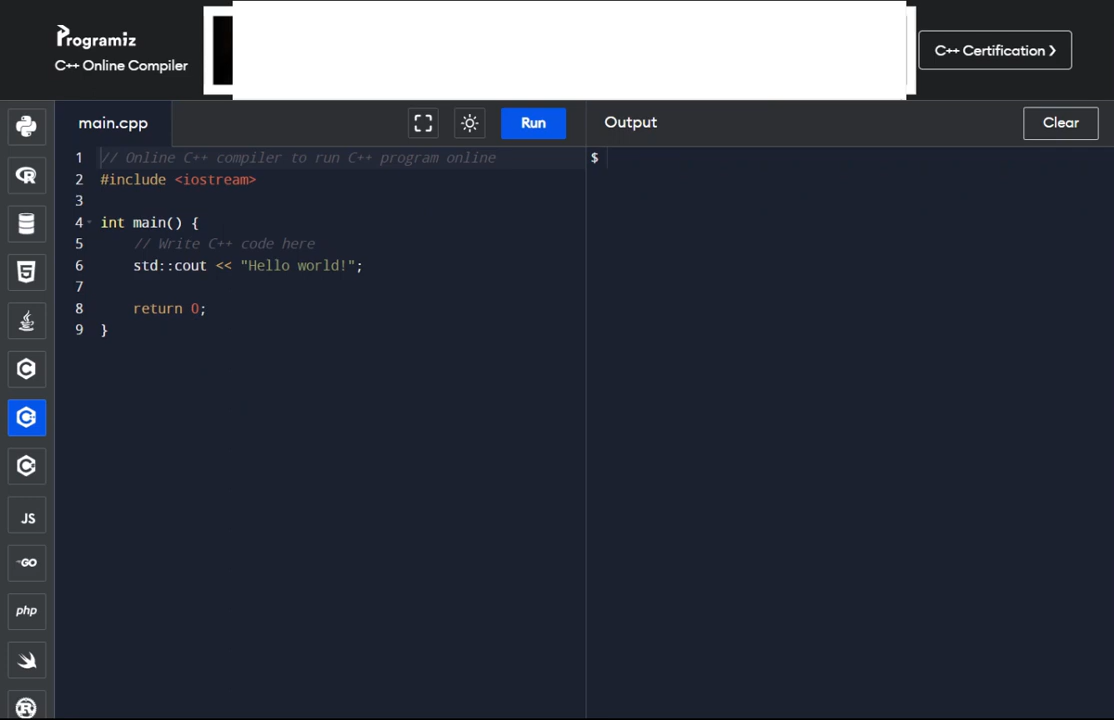 Programiz
C++ Online Compiler
C++ Certification ❯
main.cpp
Run
Output
Clear
1 // Online C++ compiler to run C++ program online
2 #include <iostream>
3
4 int main() {
5     // Write C++ code here
6     std::cout << "Hello world!";
7
8     return 0;
9 }
$
R
5
C
C
C
JS
GO
php
R